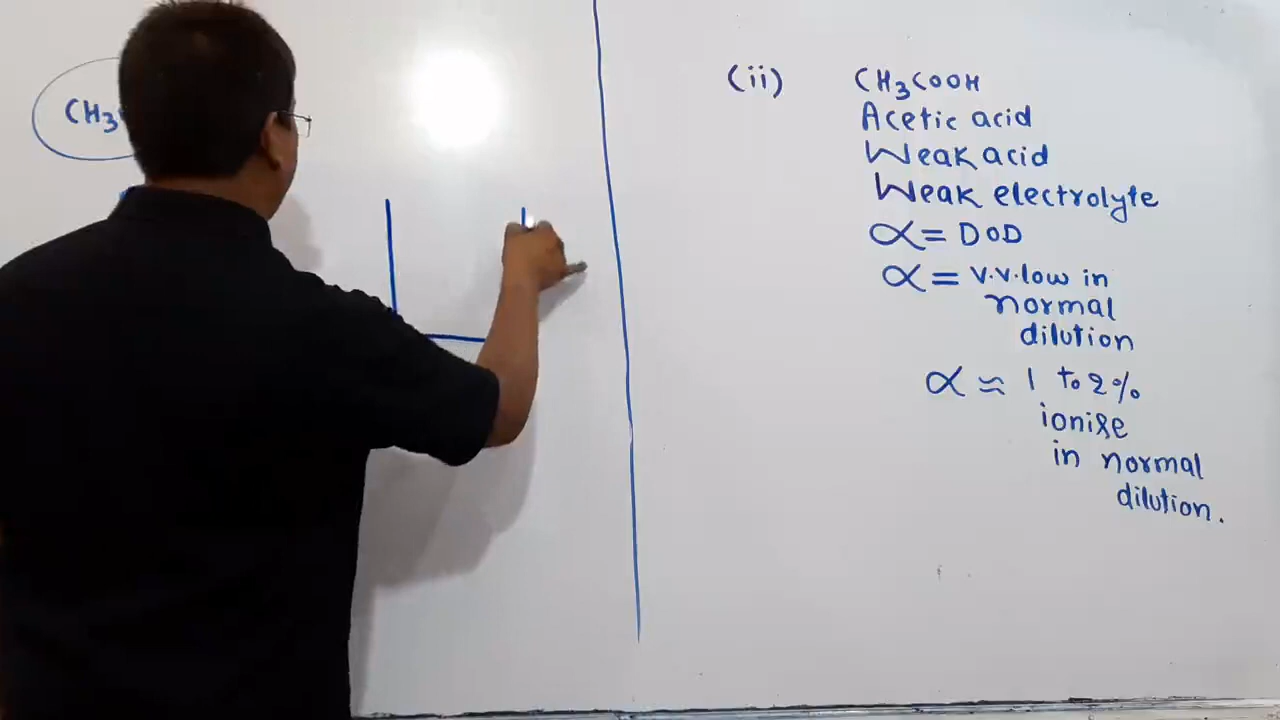 CH3
(ii) CH3COOH
Acetic acid
Weak acid
Weak electrolyte
α = DOD
α = v.v.low in
normal
dilution
α ≈ 1 to 2%
ionise
in normal
dilution.